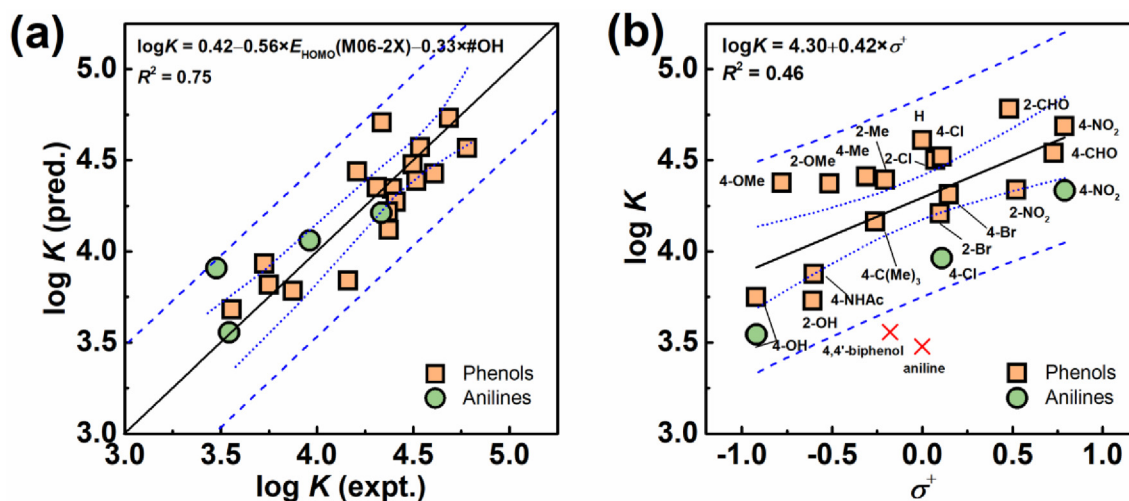 (a)
logK = 0.42−0.56×E_HOMO(M06-2X)−0.33×#OH
R² = 0.75
log K (pred.)
5.0
4.5
4.0
3.5
3.0
Phenols
Anilines
3.0 3.5 4.0 4.5 5.0
log K (expt.)
(b)
logK = 4.30+0.42×σ⁺
R² = 0.46
log K
5.0
4.5
4.0
3.5
3.0
2-CHO
H
4-NO₂
2-Me
4-Cl
4-Me
2-Cl
2-OMe
4-CHO
4-OMe
4-NO₂
2-NO₂
4-Br
2-Br
4-C(Me)₃
4-Cl
4-NHAc
2-OH
4-OH
4,4'-biphenol
aniline
Phenols
Anilines
-1.0 -0.5 0.0 0.5 1.0
σ⁺